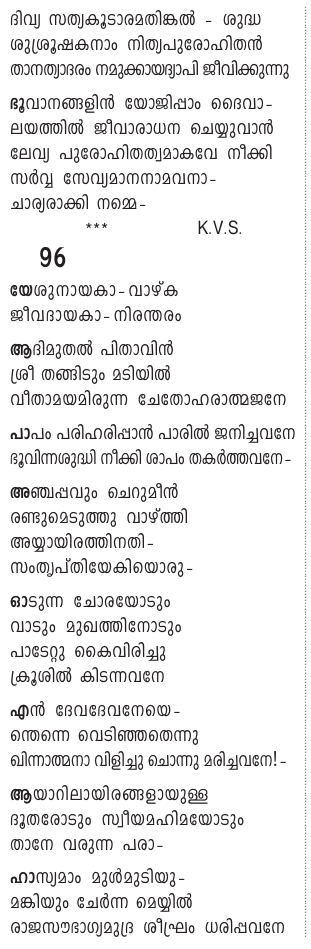 ദിവ്യ സത്യകൂടാരമതിങ്കൽ - ശുദ്ധ
ശുശ്രൂഷകനാം നിത്യപുരോഹിതൻ
താനത്യാദരം നമുക്കായദ്യാപി ജീവിക്കുന്നു
ഭൂവാനങ്ങളിൻ യോജിപ്പാം ദൈവാ-
ലയത്തിൽ ജീവാരാധന ചെയ്യുവാൻ
ലേവ്യ പുരോഹിതത്വമാകവേ നീക്കി
സർവ്വ സേവ്യമാനനാമവനാ-
ചാര്യരാക്കി നമ്മെ-
*** K.V.S.
96
യേശുനായകാ-വാഴ്ക
ജീവദായകാ-നിരന്തരം
ആദിമുതൽ പിതാവിൻ
ശ്രീ തങ്ങിടും മടിയിൽ
വീതാമയമിരുന്ന ചേതോഹരാത്മജനേ
പാപം പരിഹരിപ്പാൻ പാരിൽ ജനിച്ചവനേ
ഭൂവിന്നശുദ്ധി നീക്കി ശാപം തകർത്തവനേ-
അഞ്ചപ്പവും ചെറുമീൻ
രണ്ടുമെടുത്തു വാഴ്ത്തി
അയ്യായിരത്തിനതി-
സംതൃപ്തിയേകിയൊരു-
ഓടുന്ന ചോരയോടും
വാടും മുഖത്തിനോടും
പാടേറ്റു കൈവിരിച്ചു
ക്രൂശിൽ കിടന്നവനേ
എൻ ദേവദേവനേയെ-
ന്തെന്നെ വെടിഞ്ഞതെന്നു
ഖിന്നാത്മനാ വിളിച്ചു ചൊന്നു മരിച്ചവനേ!-
ആയാറിലായിരങ്ങളായുള്ള
ദൂതരോടും സ്വീയമഹിമയോടും
താനേ വരുന്ന പരാ-
ഹാസ്യമാം മുൾമുടിയു-
മങ്കിയും ചേർന്ന മെയ്യിൽ
രാജസൗഭാഗ്യമുദ്ര ശീഘ്രം ധരിപ്പവനേ